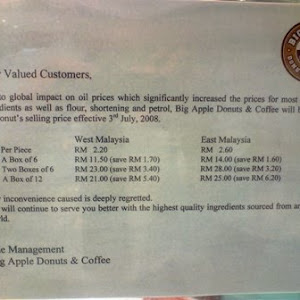 Valued Customers,
to global impact on oil prices which significantly increased the prices for most
as well as flour, shortening and petrol, Big Apple Donuts & Coffee will
selling price effective 3rd July, 2008.
West Malaysia East Malaysia
Per Piece RM 2.20 RM 2.60
A Box of 6 RM 11.50 (save RM 1.70) RM 14.00 (save RM 1.60)
Two Boxes of 6 RM 23.00 (save RM 3.40) RM 28.00 (save RM 3.20)
A Box of 12 RM 21.00 (save RM 5.40) RM 25.00 (save RM 6.20)
inconvenience caused is deeply regretted.
will continue to serve you better with the highest quality ingredients sourced from
Management
Apple Donuts & Coffee